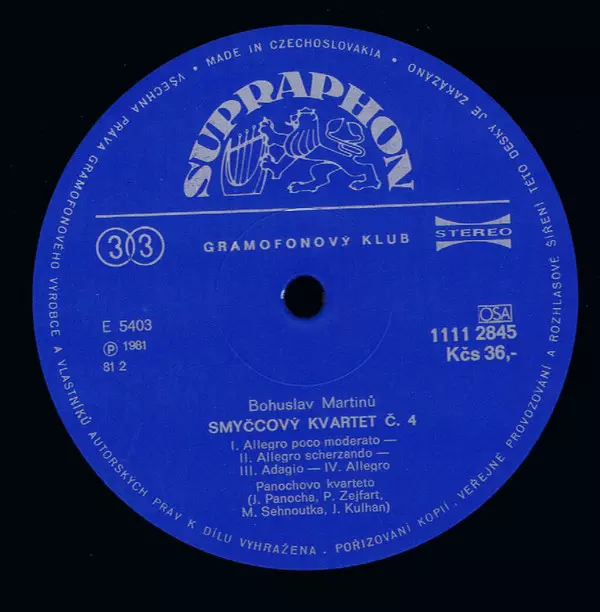 VŠECHNA PRÁVA GRAMOFONOVÉHO VÝROBCE A VLASTNÍKŮ AUTORSKÝCH PRÁV K DÍLU VYHRAŽENA. POŘIZOVÁNÍ KOPIÍ, VEŘEJNÉ PROVOZOVÁNÍ A ROZHLASOVÉ ŠÍŘENÍ TÉTO DESKY JE ZAKÁZÁNO • MADE IN CZECHOSLOVAKIA •
SUPRAPHON
33
GRAMOFONOVÝ KLUB
STEREO
E 5403
Ⓟ 1981
81 2
OSA
1111 2845
Kčs 36,-
Bohuslav Martinů
SMYČCOVÝ KVARTET Č. 4
I. Allegro poco moderato —
II. Allegro scherzando —
III. Adagio — IV. Allegro
Panochovo kvarteto
(J. Panocha, P. Zejfart,
M. Sehnoutka, J. Kulhan)